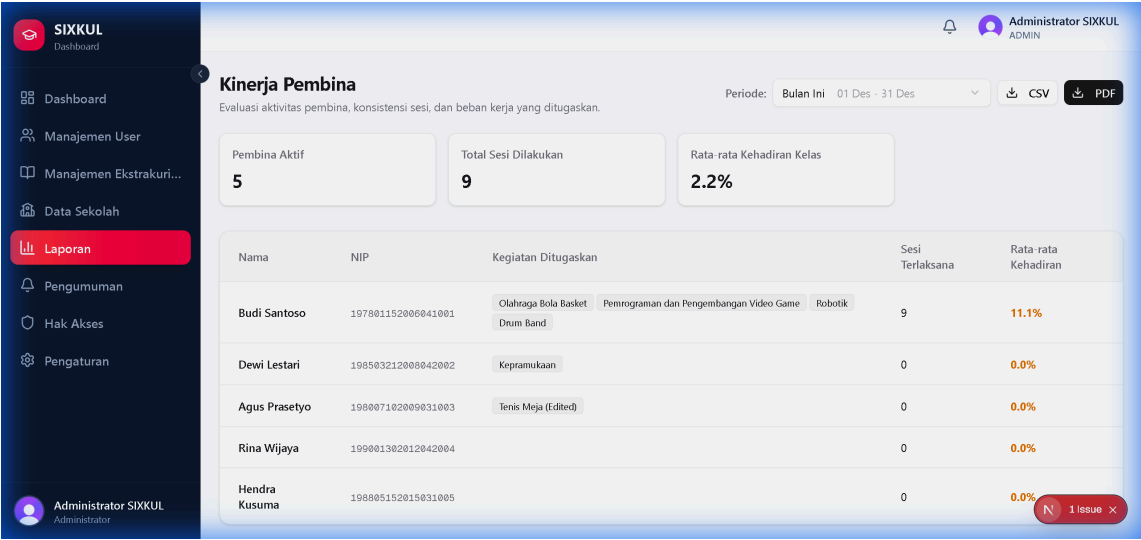 SIXKUL
Dashboard
Dashboard
Manajemen User
Manajemen Ekstrakuri...
Data Sekolah
Laporan
Pengumuman
Hak Akses
Pengaturan
Administrator SIXKUL
Administrator
Administrator SIXKUL
ADMIN
Kinerja Pembina
Evaluasi aktivitas pembina, konsistensi sesi, dan beban kerja yang ditugaskan.
Periode: Bulan Ini 01 Des - 31 Des CSV PDF
Pembina Aktif
5
Total Sesi Dilakukan
9
Rata-rata Kehadiran Kelas
2.2%
Nama NIP Kegiatan Ditugaskan Sesi Terlaksana Rata-rata Kehadiran
Budi Santoso 197801152006041001 Olahraga Bola Basket Pemrograman dan Pengembangan Video Game Robotik Drum Band 9 11.1%
Dewi Lestari 198503212008042002 Kepramukaan 0 0.0%
Agus Prasetyo 198007102009031003 Tenis Meja (Edited) 0 0.0%
Rina Wijaya 199001302012042004 0 0.0%
Hendra Kusuma 198805152015031005 0 0.0%
N 1 Issue